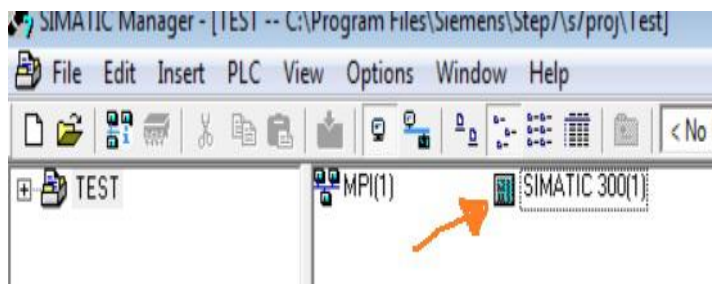 SIMATIC Manager - [TEST -- C:\Program Files\Siemens\Step7\s7proj\Test]
File Edit Insert PLC View Options Window Help
< No
TEST
MPI(1)
SIMATIC 300(1)